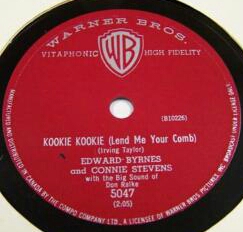 WARNER BROS.
VITAPHONIC HIGH FIDELITY
WB
(B10226)
KOOKIE KOOKIE (Lend Me Your Comb)
(Irving Taylor)
EDWARD BYRNES
and CONNIE STEVENS
with the Big Sound of
Don Ralke
5047
(2:05)
MANUFACTURED AND DISTRIBUTED IN CANADA BY THE COMPO COMPANY LTD., A LICENSEE OF WARNER BROS. PICTURES, INC.